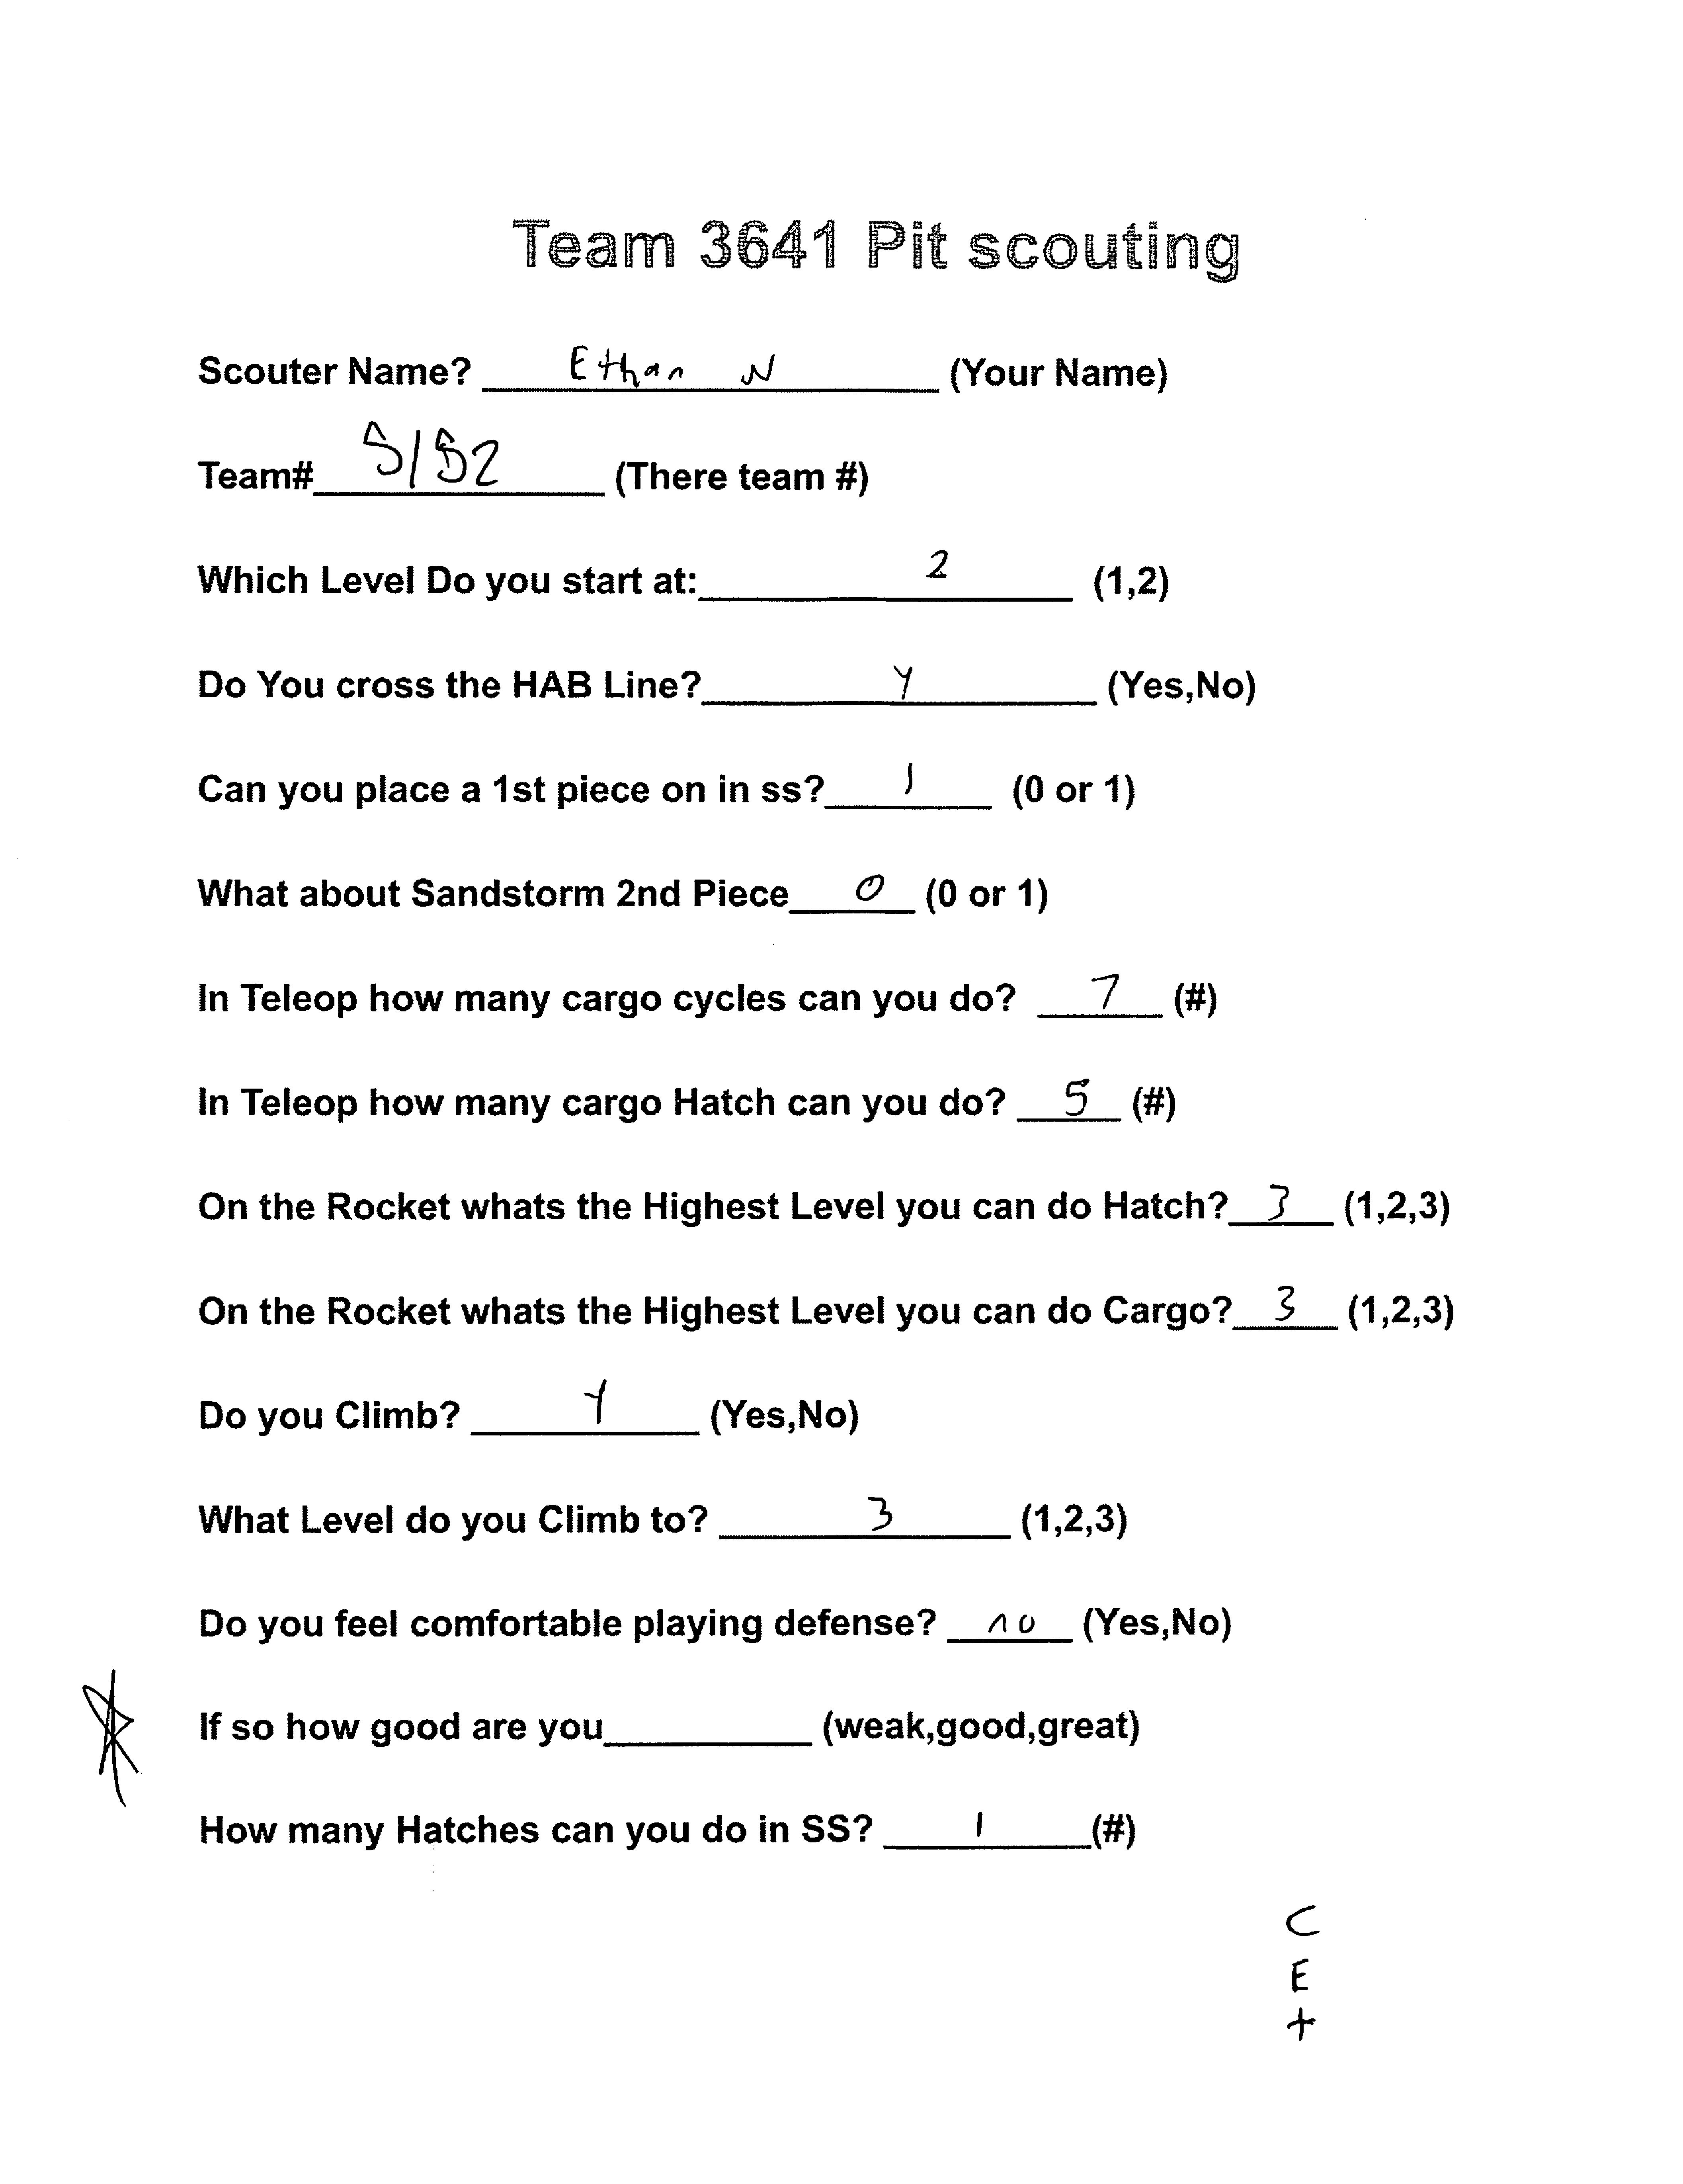 Team 3641 Pit scouting
Scouter Name? Ethan N (Your Name)
Team# 5152 (There team #)
Which Level Do you start at: 2 (1,2)
Do You cross the HAB Line? Y (Yes,No)
Can you place a 1st piece on in ss? 1 (0 or 1)
What about Sandstorm 2nd Piece 0 (0 or 1)
In Teleop how many cargo cycles can you do? 7 (#)
In Teleop how many cargo Hatch can you do? 5 (#)
On the Rocket whats the Highest Level you can do Hatch? 3 (1,2,3)
On the Rocket whats the Highest Level you can do Cargo? 3 (1,2,3)
Do you Climb? Y (Yes,No)
What Level do you Climb to? 3 (1,2,3)
Do you feel comfortable playing defense? no (Yes,No)
If so how good are you (weak,good,great)
How many Hatches can you do in SS? 1 (#)
C
E
+